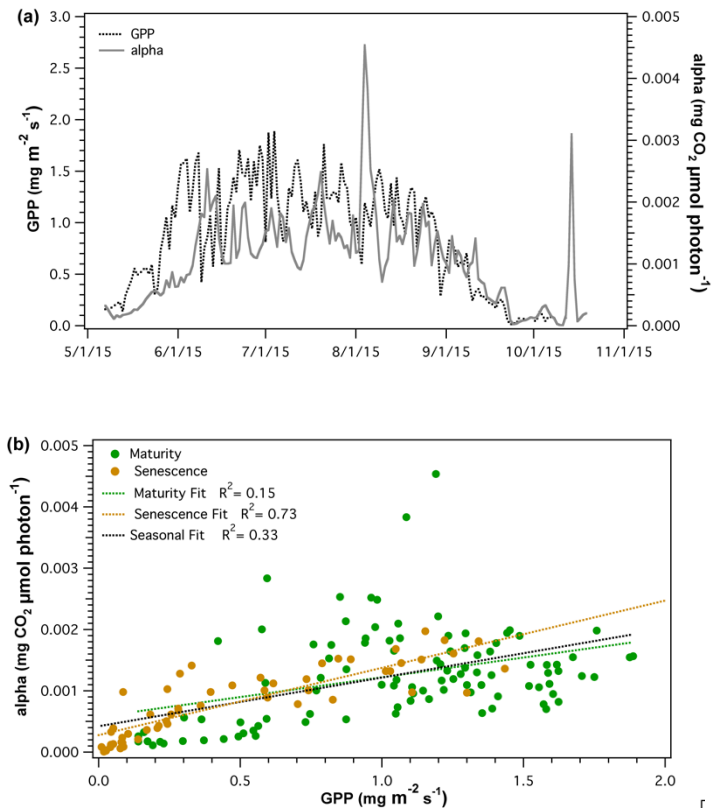 (a)
3.0
2.5
2.0
1.5
1.0
0.5
0.0
GPP (mg m⁻² s⁻¹)
GPP
alpha
0.005
0.004
0.003
0.002
0.001
0.000
alpha (mg CO₂ μmol photon⁻¹)
5/1/15 6/1/15 7/1/15 8/1/15 9/1/15 10/1/15 11/1/15
(b)
0.005
0.004
0.003
0.002
0.001
0.000
alpha (mg CO₂ μmol photon⁻¹)
Maturity
Senescence
Maturity Fit R²= 0.15
Senescence Fit R²= 0.73
Seasonal Fit R²= 0.33
0.0 0.5 1.0 1.5 2.0
GPP (mg m⁻² s⁻¹)